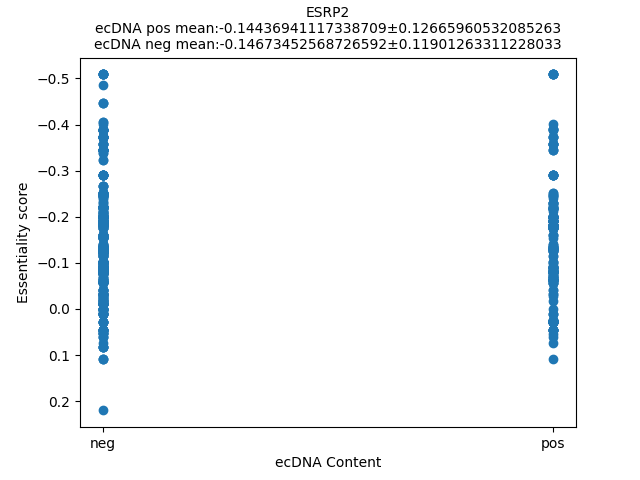 ESRP2
ecDNA pos mean:-0.14436941117338709±0.12665960532085263
ecDNA neg mean:-0.14673452568726592±0.11901263311228033
−0.5
−0.4
−0.3
−0.2
−0.1
0.0
0.1
0.2
Essentiality score
neg
pos
ecDNA Content